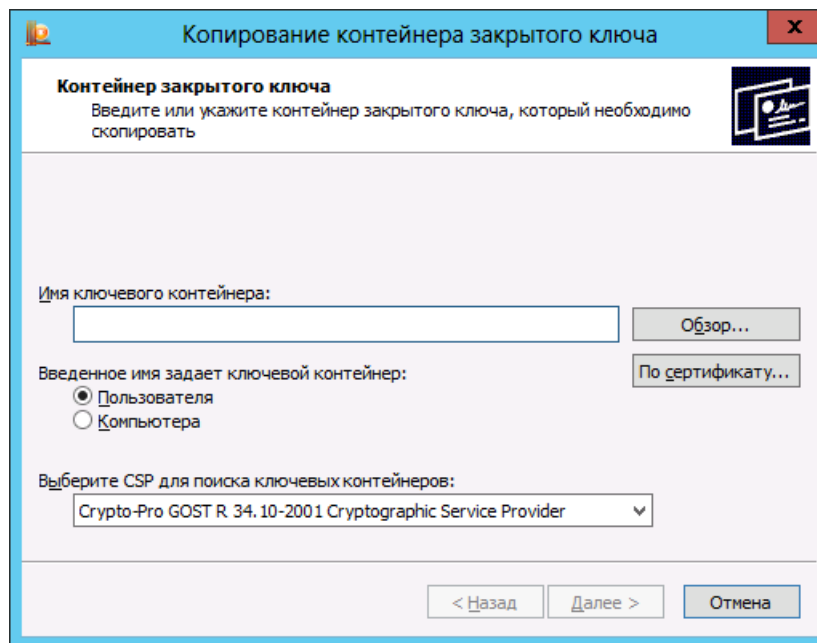 Копирование контейнера закрытого ключа
x
Контейнер закрытого ключа
Введите или укажите контейнер закрытого ключа, который необходимо
скопировать
Имя ключевого контейнера:
Обзор...
Введенное имя задает ключевой контейнер:
По сертификату...
Пользователя
Компьютера
Выберите CSP для поиска ключевых контейнеров:
Crypto-Pro GOST R 34.10-2001 Cryptographic Service Provider
< Назад
Далее >
Отмена